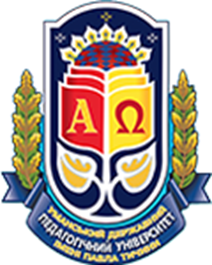 Α Ω
УМАНСЬКИЙ ДЕРЖАВНИЙ
ПЕДАГОГІЧНИЙ УНІВЕРСИТЕТ
ІМЕНІ ПАВЛА ТИЧИНИ